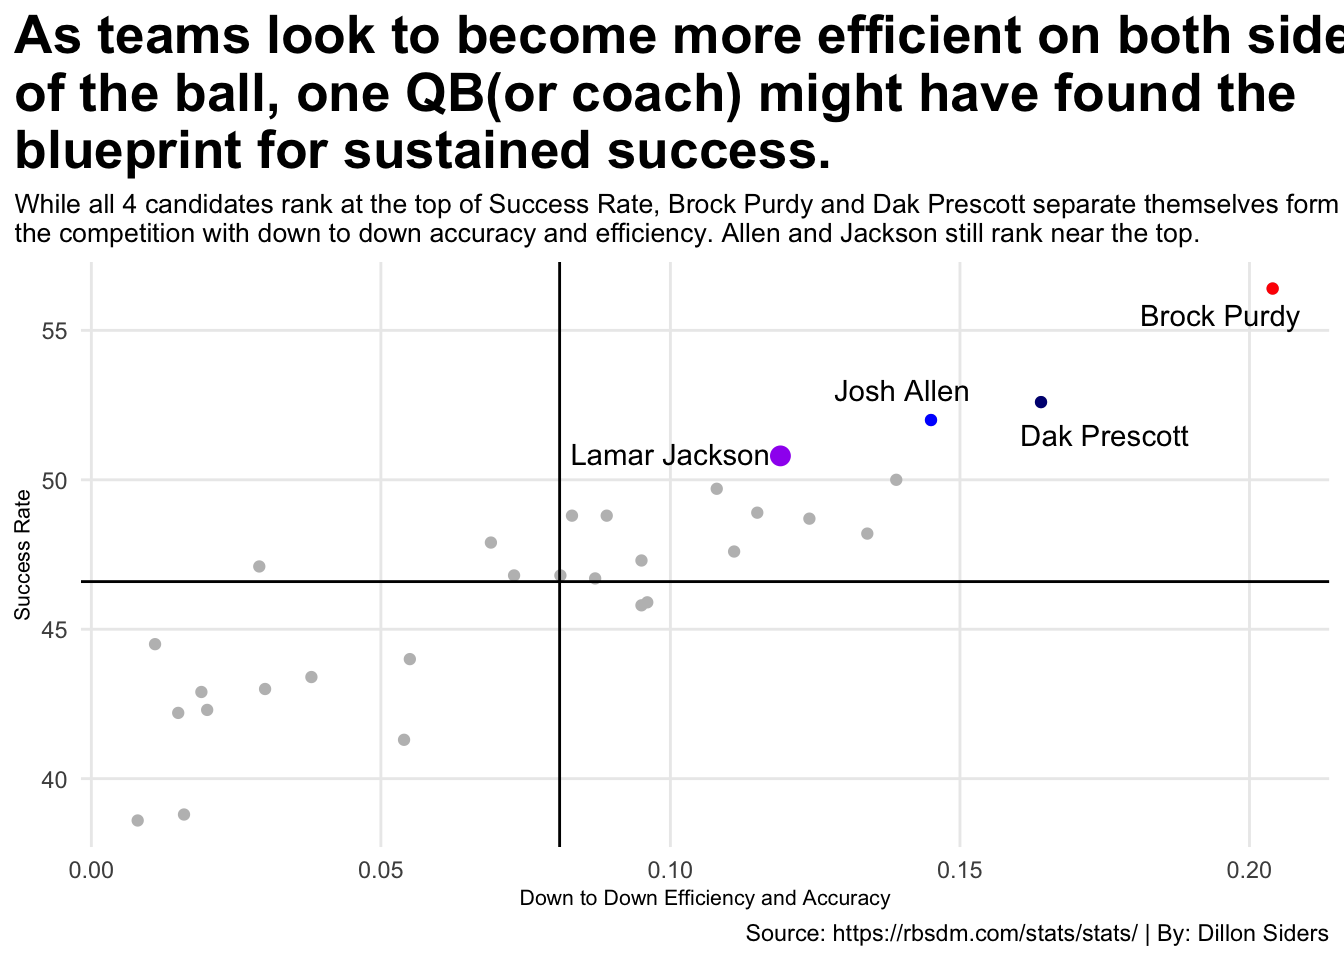 As teams look to become more efficient on both side
of the ball, one QB(or coach) might have found the
blueprint for sustained success.
While all 4 candidates rank at the top of Success Rate, Brock Purdy and Dak Prescott separate themselves form
the competition with down to down accuracy and efficiency. Allen and Jackson still rank near the top.
Brock Purdy
Josh Allen
Dak Prescott
Lamar Jackson
55
50
45
40
Success Rate
0.00 0.05 0.10 0.15 0.20
Down to Down Efficiency and Accuracy
Source: https://rbsdm.com/stats/stats/ | By: Dillon Siders